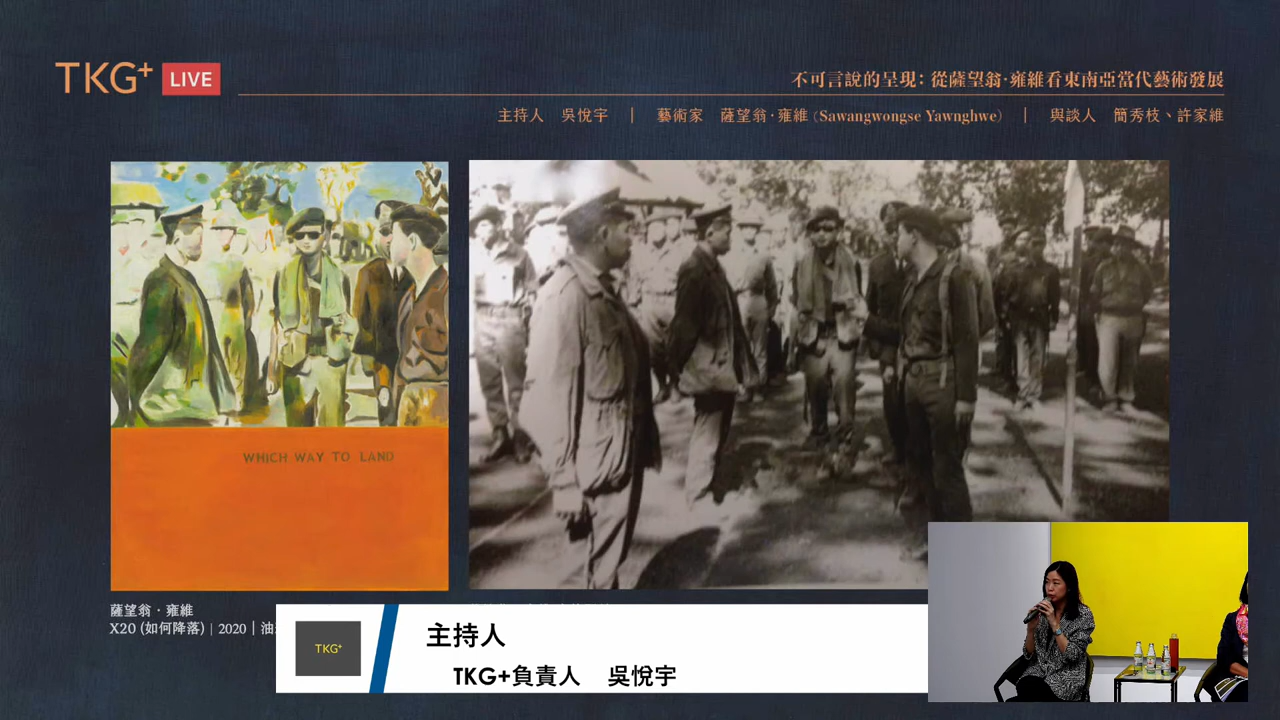 TKG+ LIVE
不可言說的呈現：從薩望翁·雍維看東南亞當代藝術發展
主持人 吳悅宇 | 藝術家 薩望翁·雍維 (Sawangwongse Yawnghwe) | 與談人 簡秀枝、許家維
WHICH WAY TO LAND
薩望翁·雍維
X20 (如何降落) | 2020 | 油
TKG+
主持人
TKG+負責人 吳悅宇